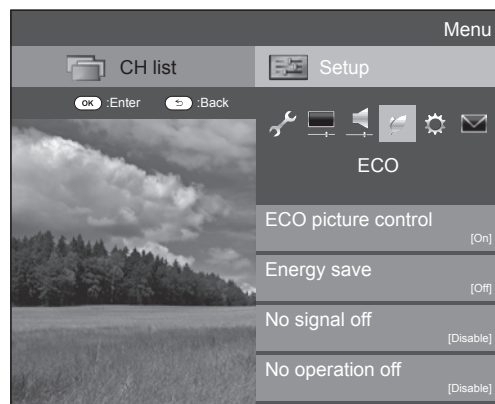 Menu
CH list
Setup
OK :Enter :Back
ECO
ECO picture control
[On]
Energy save
[Off]
No signal off
[Disable]
No operation off
[Disable]